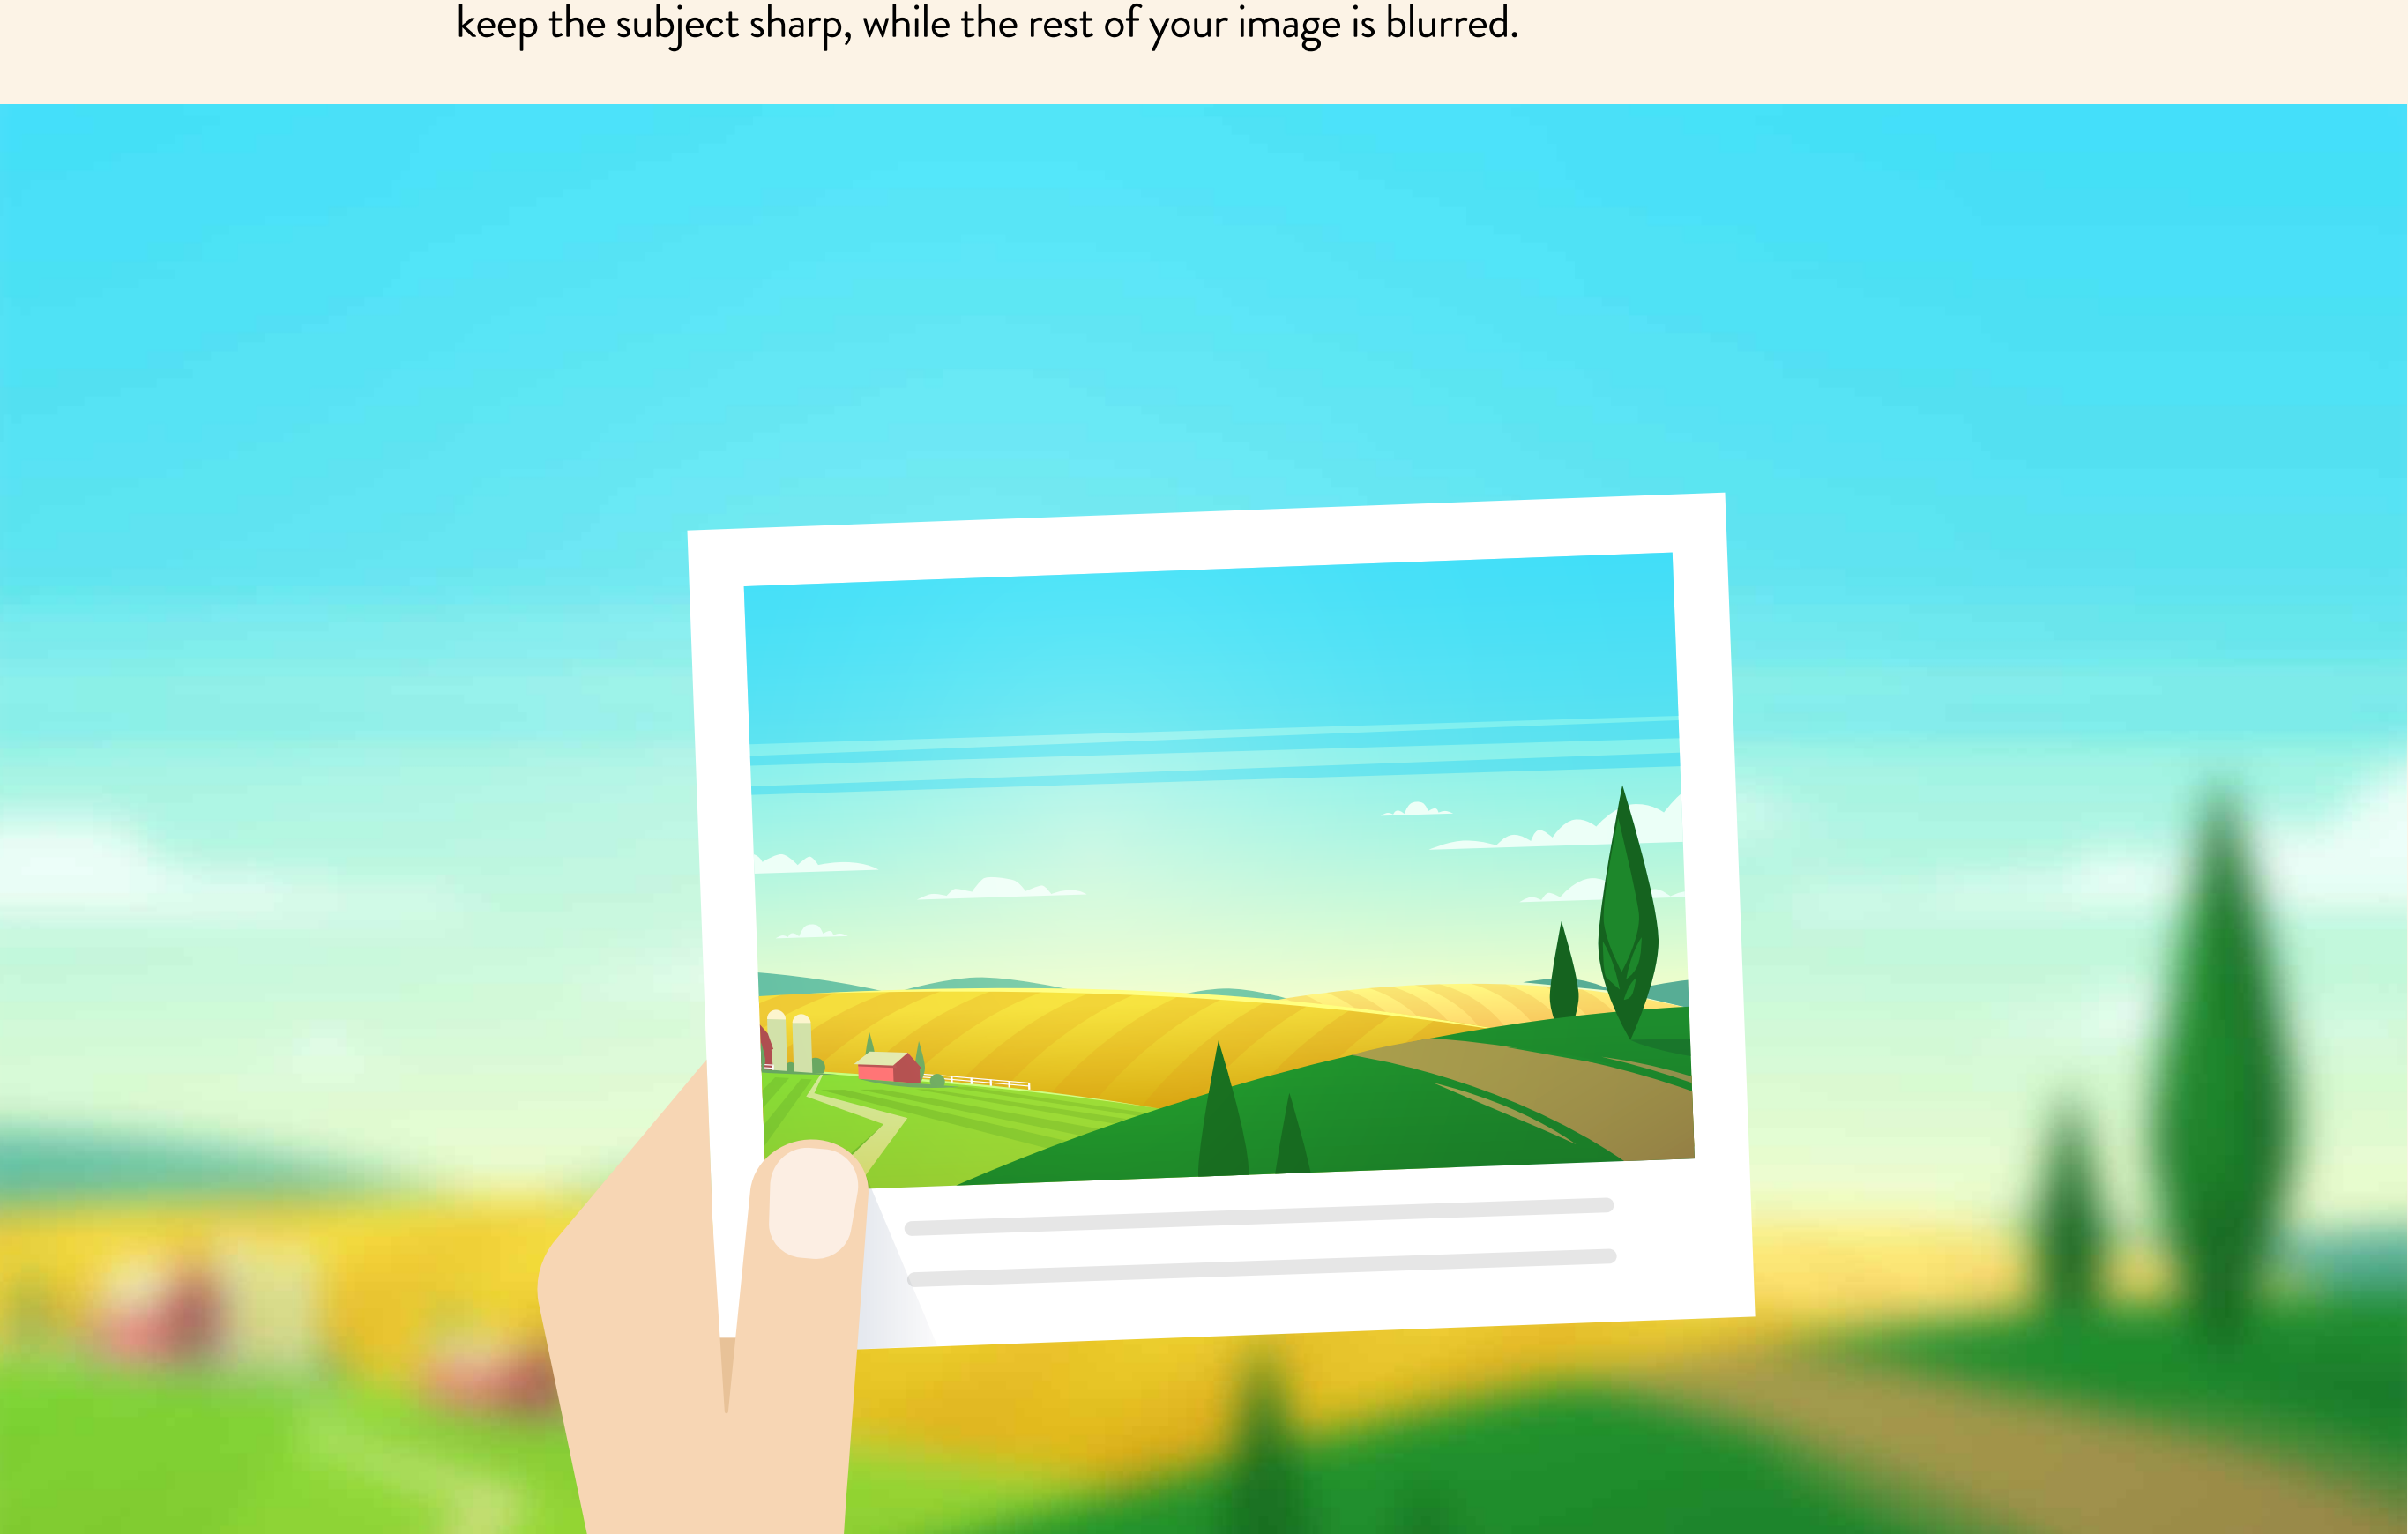 keep the subject sharp, while the rest of your image is blurred.